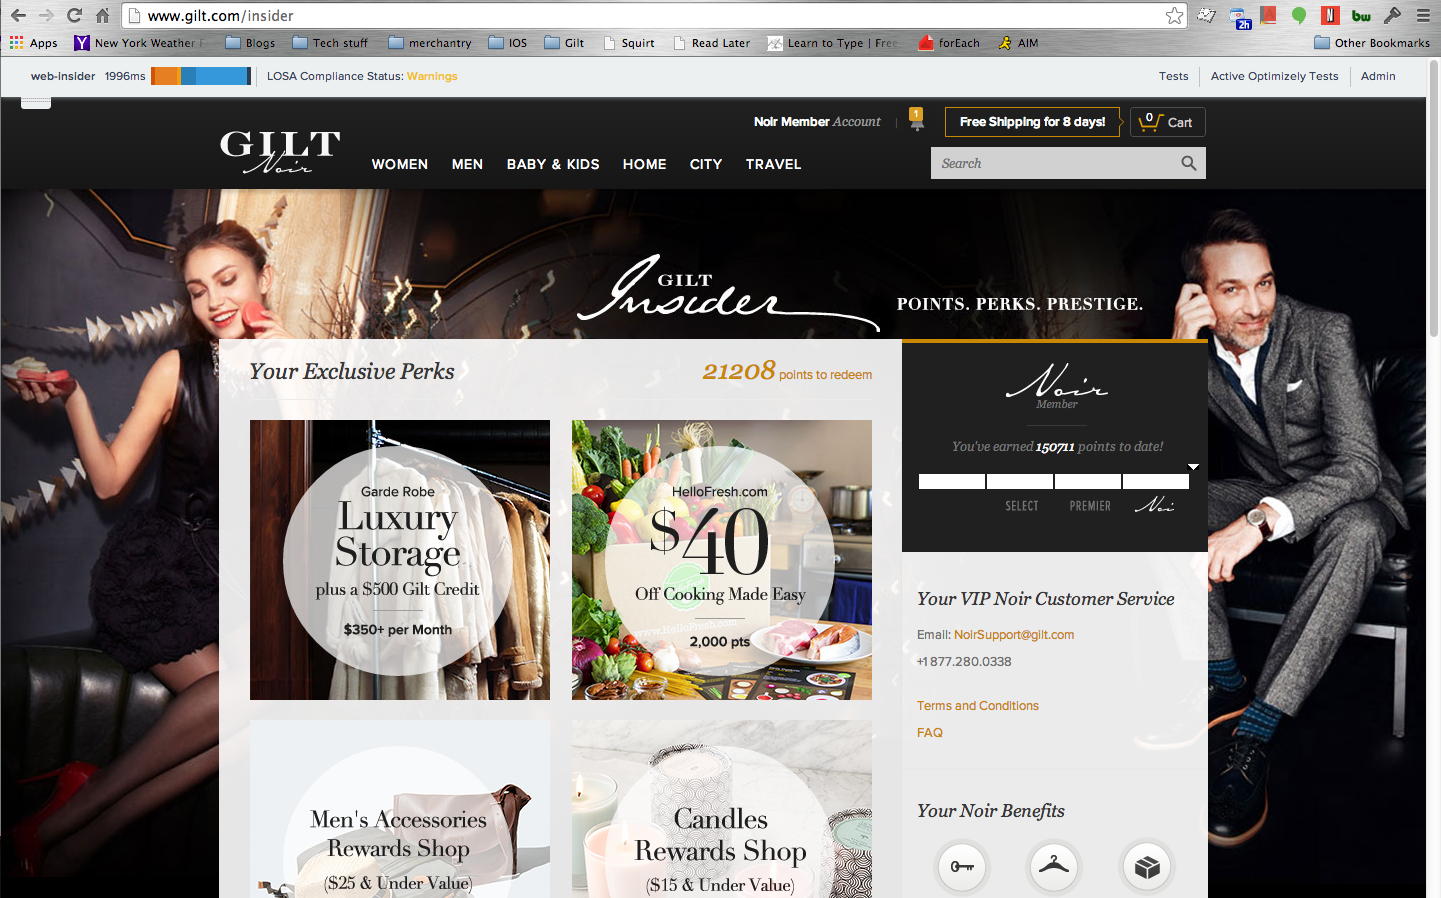 www.gilt.com/insider
2h
N
bw
Apps
New York Weather F
Blogs
Tech stuff
merchantry
IOS
Gilt
Squirt
Read Later
Learn to Type | Free
forEach
AIM
Other Bookmarks
web-insider 1996ms
LOSA Compliance Status: Warnings
Tests
Active Optimizely Tests
Admin
GILT
Noir
Noir Member Account
1
Free Shipping for 8 days!
0
Cart
WOMEN
MEN
BABY & KIDS
HOME
CITY
TRAVEL
Search
GILT
Insider
POINTS. PERKS. PRESTIGE.
Your Exclusive Perks
21208 points to redeem
Garde Robe
Luxury
Storage
plus a $500 Gilt Credit
$350+ per Month
HelloFresh.com
$40
Off Cooking Made Easy
www.HelloFresh.com
2,000 pts
Men's Accessories
Rewards Shop
($25 & Under Value)
Candles
Rewards Shop
($15 & Under Value)
Noir
Member
You've earned 150711 points to date!
SELECT
PREMIER
Noir
Your VIP Noir Customer Service
Email: NoirSupport@gilt.com
+1 877.280.0338
Terms and Conditions
FAQ
Your Noir Benefits